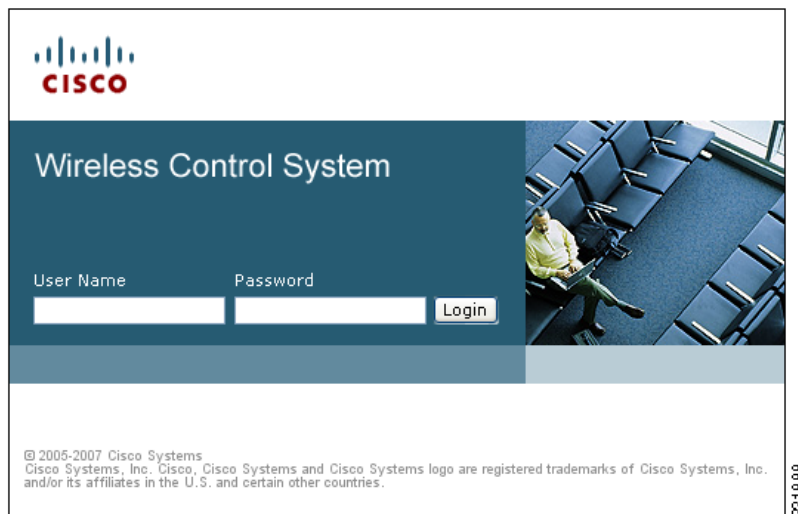 CISCO
Wireless Control System
User Name Password
Login
© 2005-2007 Cisco Systems
Cisco Systems, Inc. Cisco, Cisco Systems and Cisco Systems logo are registered trademarks of Cisco Systems, Inc.
and/or its affiliates in the U.S. and certain other countries.